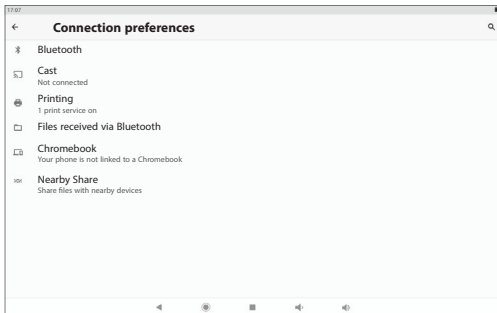 17:07
Connection preferences
Bluetooth
Cast
Not connected
Printing
1 print service on
Files received via Bluetooth
Chromebook
Your phone is not linked to a Chromebook
Nearby Share
Share files with nearby devices